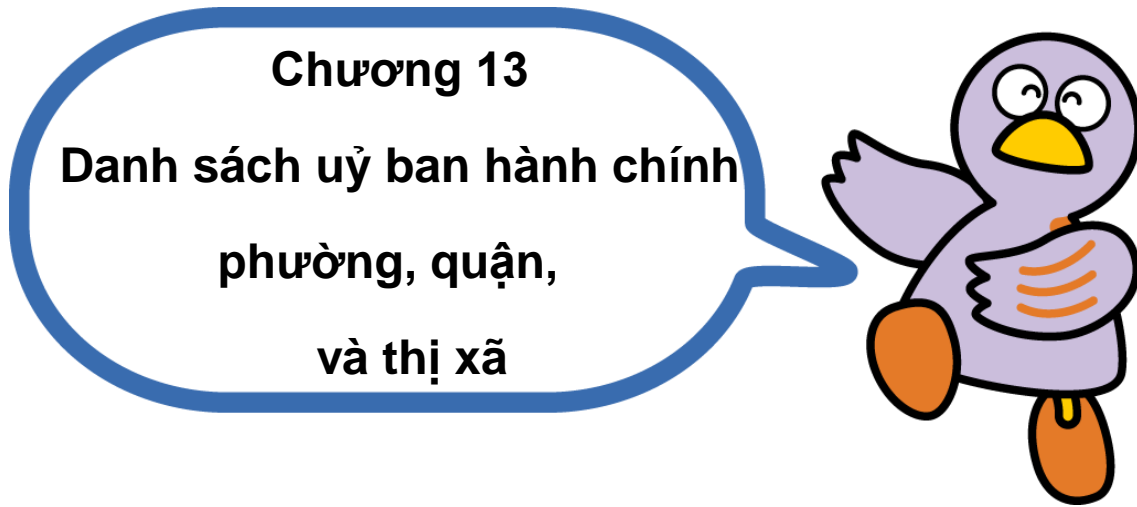 Chương 13
Danh sách uỷ ban hành chính
phường, quận,
và thị xã